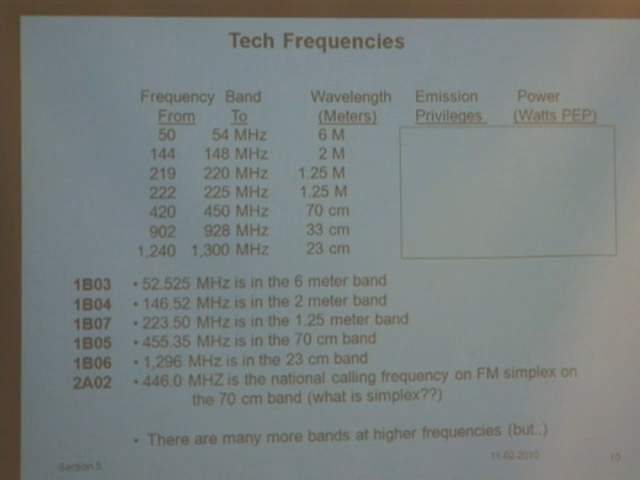 Tech Frequencies
Frequency Band Wavelength Emission Power
From To (Meters) Privileges (Watts PEP)
50 54 MHz 6 M
144 148 MHz 2 M
219 220 MHz 1.25 M
222 225 MHz 1.25 M
420 450 MHz 70 cm
902 928 MHz 33 cm
1,240 1,300 MHz 23 cm
1B03 • 52.525 MHz is in the 6 meter band
1B04 • 146.52 MHz is in the 2 meter band
1B07 • 223.50 MHz is in the 1.25 meter band
1B05 • 455.35 MHz is in the 70 cm band
1B06 • 1,296 MHz is in the 23 cm band
2A02 • 446.0 MHZ is the national calling frequency on FM simplex on
the 70 cm band (what is simplex??)
• There are many more bands at higher frequencies (but..)
Section 5 11-02-2010 10